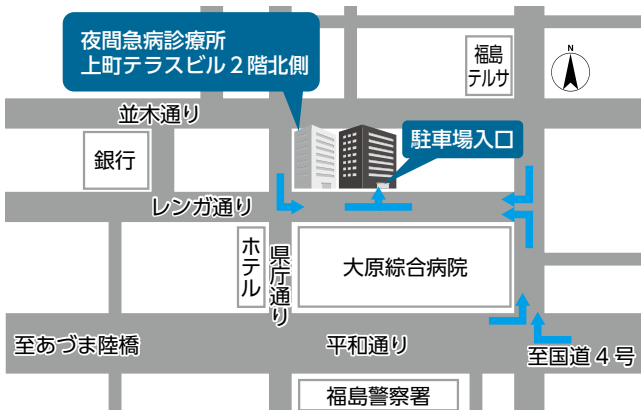 夜間急病診療所
上町テラスビル2階北側
福島
テルサ
N
並木通り
駐車場入口
銀行
レンガ通り
ホテル
県庁通り
大原綜合病院
至あづま陸橋
平和通り
至国道4号
福島警察署